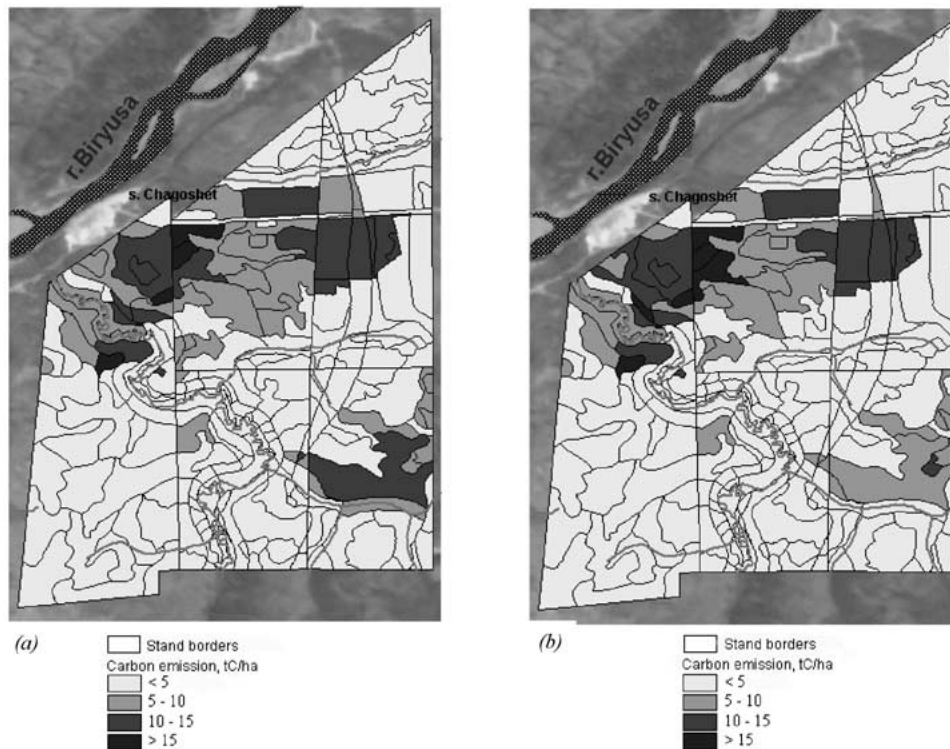 r.Biryusa
s. Chagoshet
(a)
Stand borders
Carbon emission, tC/ha
< 5
5 - 10
10 - 15
> 15
r.Biryusa
s. Chagoshet
(b)
Stand borders
Carbon emission, tC/ha
< 5
5 - 10
10 - 15
> 15